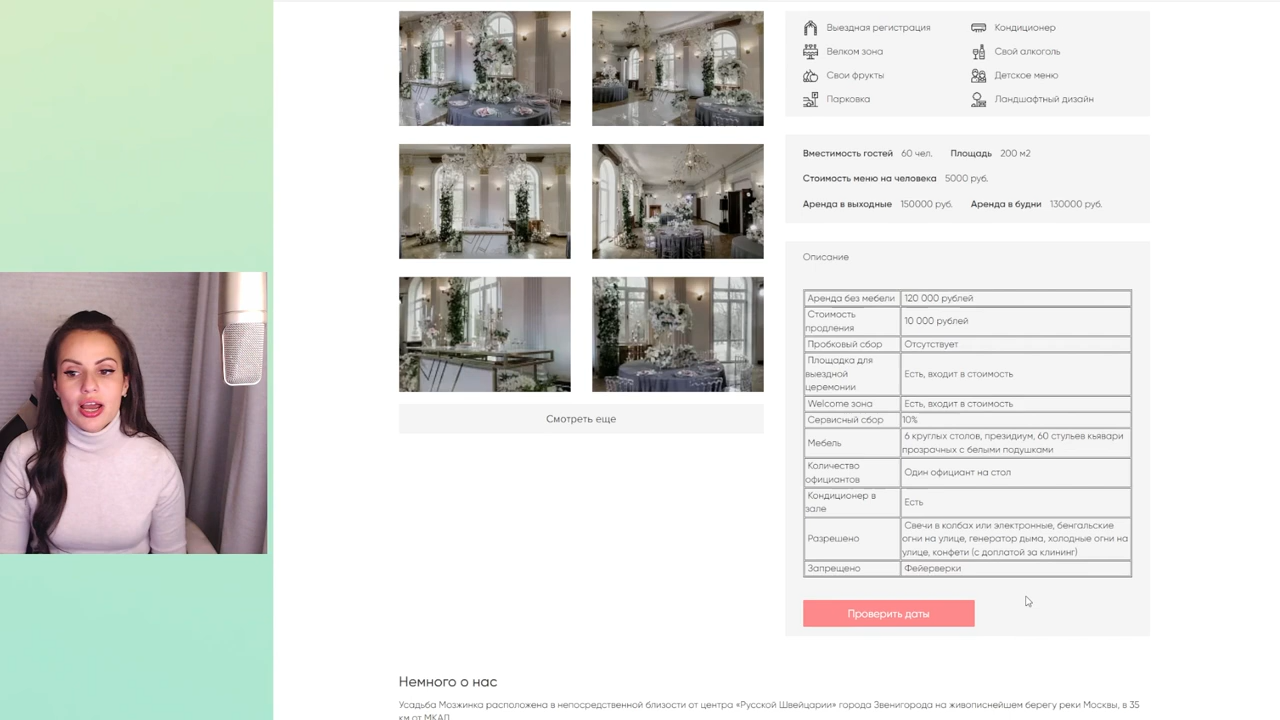 Выездная регистрация
Кондиционер
Велком зона
Свой алкоголь
Свои фрукты
Детское меню
Парковка
Ландшафтный дизайн
Вместимость гостей 60 чел. Площадь 200 м2
Стоимость меню на человека 5000 руб.
Аренда в выходные 150000 руб. Аренда в будни 130000 руб.
Описание
Аренда без мебели 120 000 рублей
Стоимость
продления
10 000 рублей
Пробковый сбор Отсутствует
Площадка для
выездной
церемонии
Есть, входит в стоимость
Welcome зона Есть, входит в стоимость
Сервисный сбор 10%
Мебель
6 круглых столов, президиум, 60 стульев кьявари
прозрачных с белыми подушками
Количество
официантов
Один официант на стол
Кондиционер в
зале
Есть
Разрешено
Свечи в колбах или электронные, бенгальские
огни на улице, генератор дыма, холодные огни на
улице, конфети (с доплатой за клининг)
Запрещено Фейерверки
Проверить даты
Смотреть еще
Немного о нас
Усадьба Мозжинка расположена в непосредственной близости от центра «Русской Швейцарии» города Звенигорода на живописнейшем берегу реки Москвы, в 35
км от МКАД